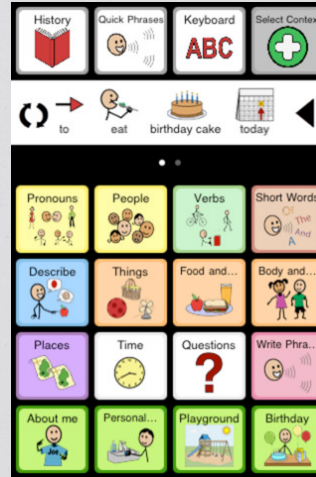 History Quick Phrases Keyboard Select Contex
ABC
to eat birthday cake today
Pronouns People Verbs Short Words
The
And
A
Describe Things Food and... Body and...
Places Time Questions Write Phra...
?
About me Personal... Playground Birthday
Joe